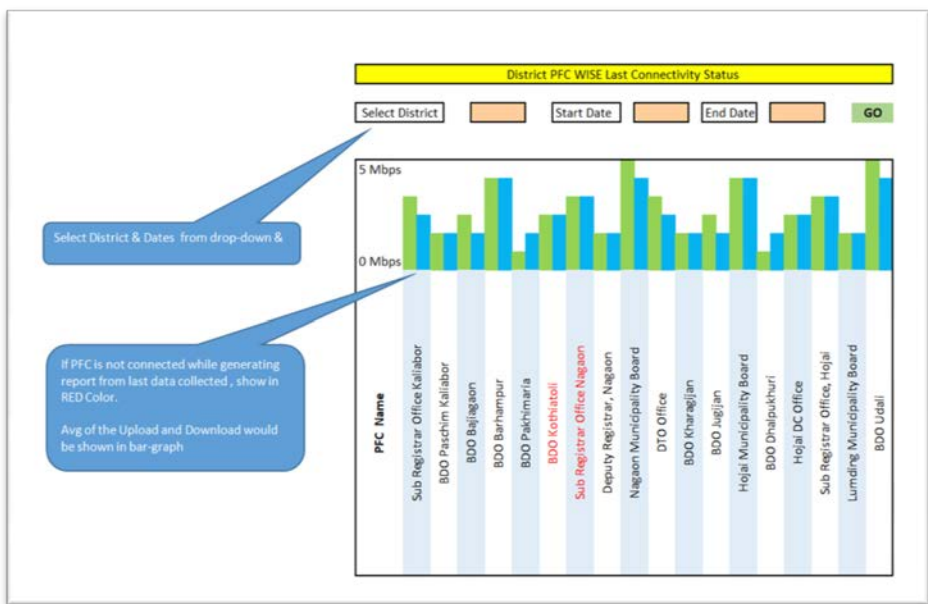 District PFC WISE Last Connectivity Status
Select District
Start Date
End Date
GO
5 Mbps
0 Mbps
Select District & Dates from drop-down &
If PFC is not connected while generating
report from last data collected , show in
RED Color.
Avg of the Upload and Download would
be shown in bar-graph
PFC Name
Sub Registrar Office Kaliabor
BDO Paschim Kaliabor
BDO Bajiagaon
BDO Barhampur
BDO Pakhimaria
BDO Kothiatoli
Sub Registrar Office Nagaon
Deputy Registrar, Nagaon
Nagaon Municipality Board
DTO Office
BDO Kharagijan
BDO Jugijan
Hojai Municipality Board
BDO Dhalpukhuri
Hojai DC Office
Sub Registrar Office, Hojai
Lumding Municipality Board
BDO Udali